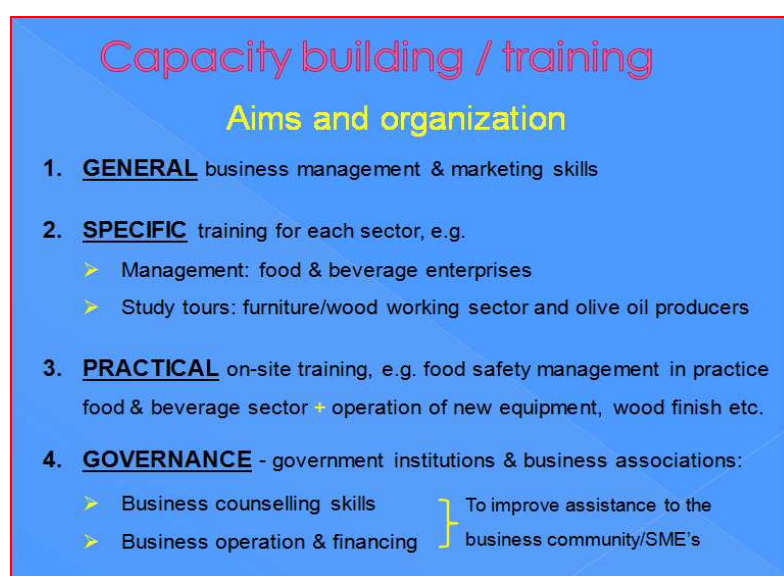 Capacity building / training
Aims and organization
1. GENERAL business management & marketing skills
2. SPECIFIC training for each sector, e.g.
➢ Management: food & beverage enterprises
➢ Study tours: furniture/wood working sector and olive oil producers
3. PRACTICAL on-site training, e.g. food safety management in practice
food & beverage sector + operation of new equipment, wood finish etc.
4. GOVERNANCE - government institutions & business associations:
➢ Business counselling skills
➢ Business operation & financing
To improve assistance to the
business community/SME's